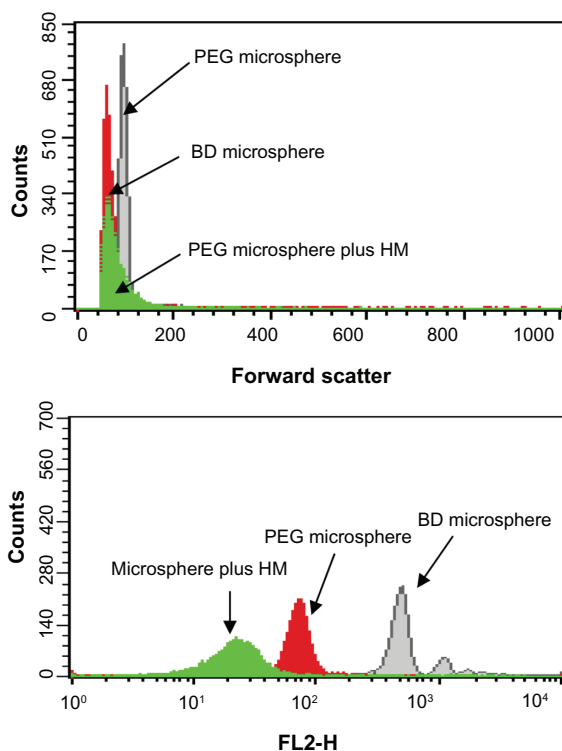 850
680
510
340
170
0
Counts
PEG microsphere
BD microsphere
PEG microsphere plus HM
0 200 400 600 800 1000
Forward scatter
700
560
420
280
140
0
Counts
BD microsphere
PEG microsphere
Microsphere plus HM
10⁰ 10¹ 10² 10³ 10⁴
FL2-H